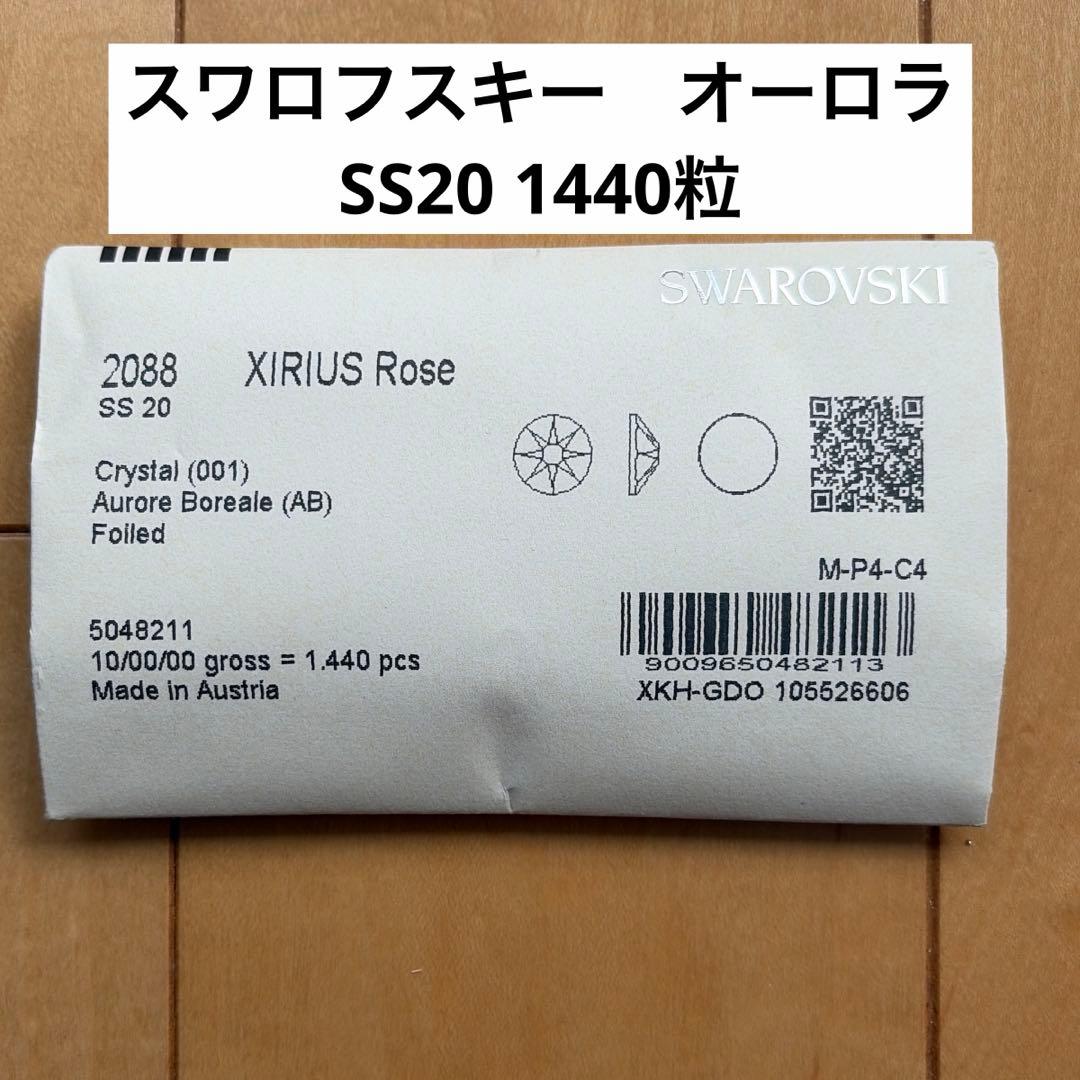 スワロフスキー　オーロラ
SS20 1440粒
SWAROVSKI
2088 XIRIUS Rose
SS 20
Crystal (001)
Aurore Boreale (AB)
Foiled
M-P4-C4
5048211
10/00/00 gross = 1.440 pcs
Made in Austria
9009650482113
XKH-GDO 105526606